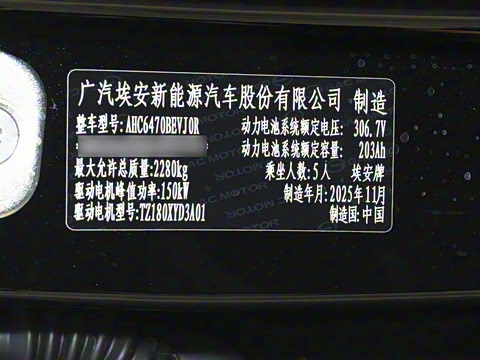 广汽埃安新能源汽车股份有限公司 制造
整车型号:AHC6470BEVJ0R 动力电池系统额定电压: 306.7V
动力电池系统额定容量: 203Ah
最大允许总质量:2280kg 乘坐人数:5人 埃安牌
驱动电机峰值功率:150kW 制造年月:2025年11月
驱动电机型号:TZ180XYD3A01 制造国:中国